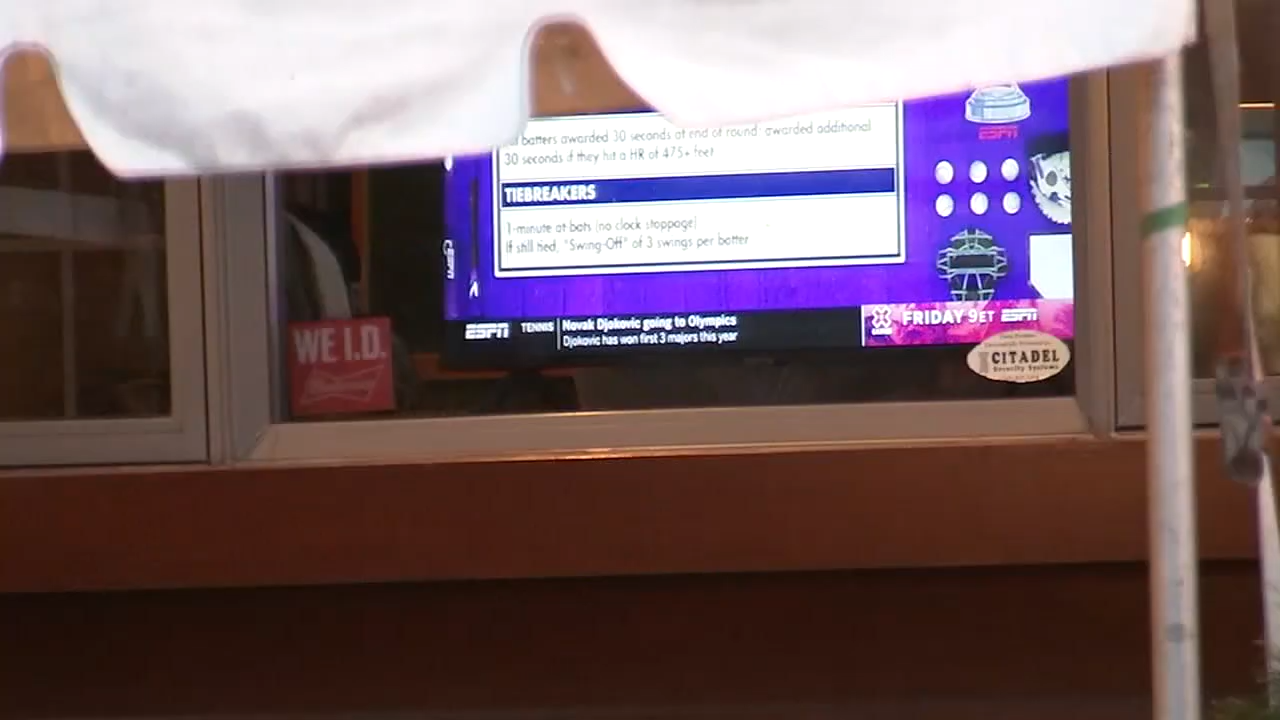 batters awarded 30 seconds at end of round: awarded additional
30 seconds if they hit a HR of 475+ feet
TIEBREAKERS
1-minute at bats (no clock stoppage)
If still tied, "Swing-Off" of 3 swings per batter
ESPN
ESPN TENNIS Novak Djokovic going to Olympics
Djokovic has won first 3 majors this year
X GAMES FRIDAY 9ET ESPN
WE I.D.
CITADEL
Security Systems